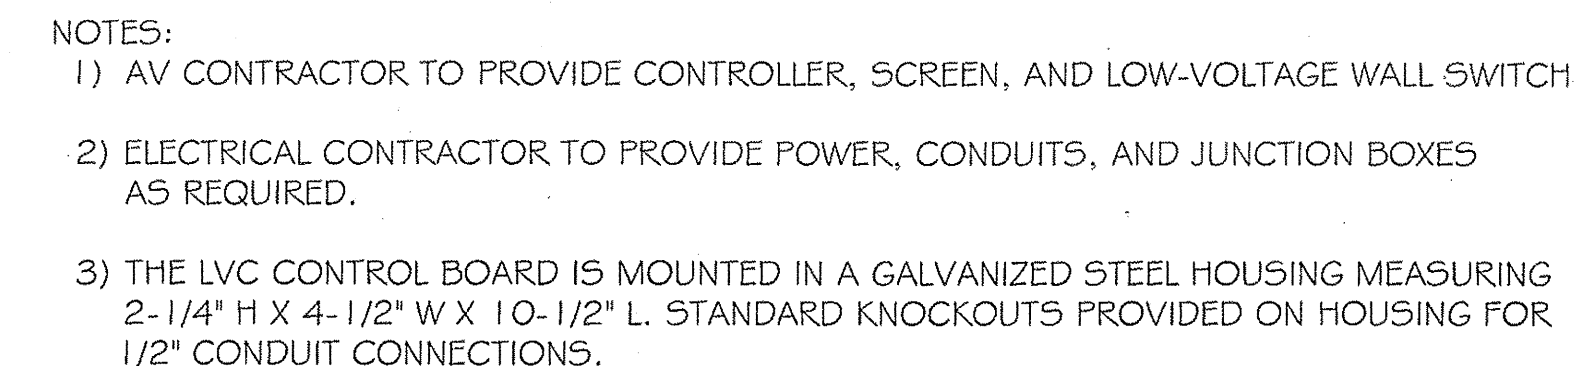 NOTES:
1) AV CONTRACTOR TO PROVIDE CONTROLLER, SCREEN, AND LOW-VOLTAGE WALL SWITCH
2) ELECTRICAL CONTRACTOR TO PROVIDE POWER, CONDUITS, AND JUNCTION BOXES
AS REQUIRED.
3) THE LVC CONTROL BOARD IS MOUNTED IN A GALVANIZED STEEL HOUSING MEASURING
2-1/4" H X 4-1/2" W X 10-1/2" L. STANDARD KNOCKOUTS PROVIDED ON HOUSING FOR
1/2" CONDUIT CONNECTIONS.